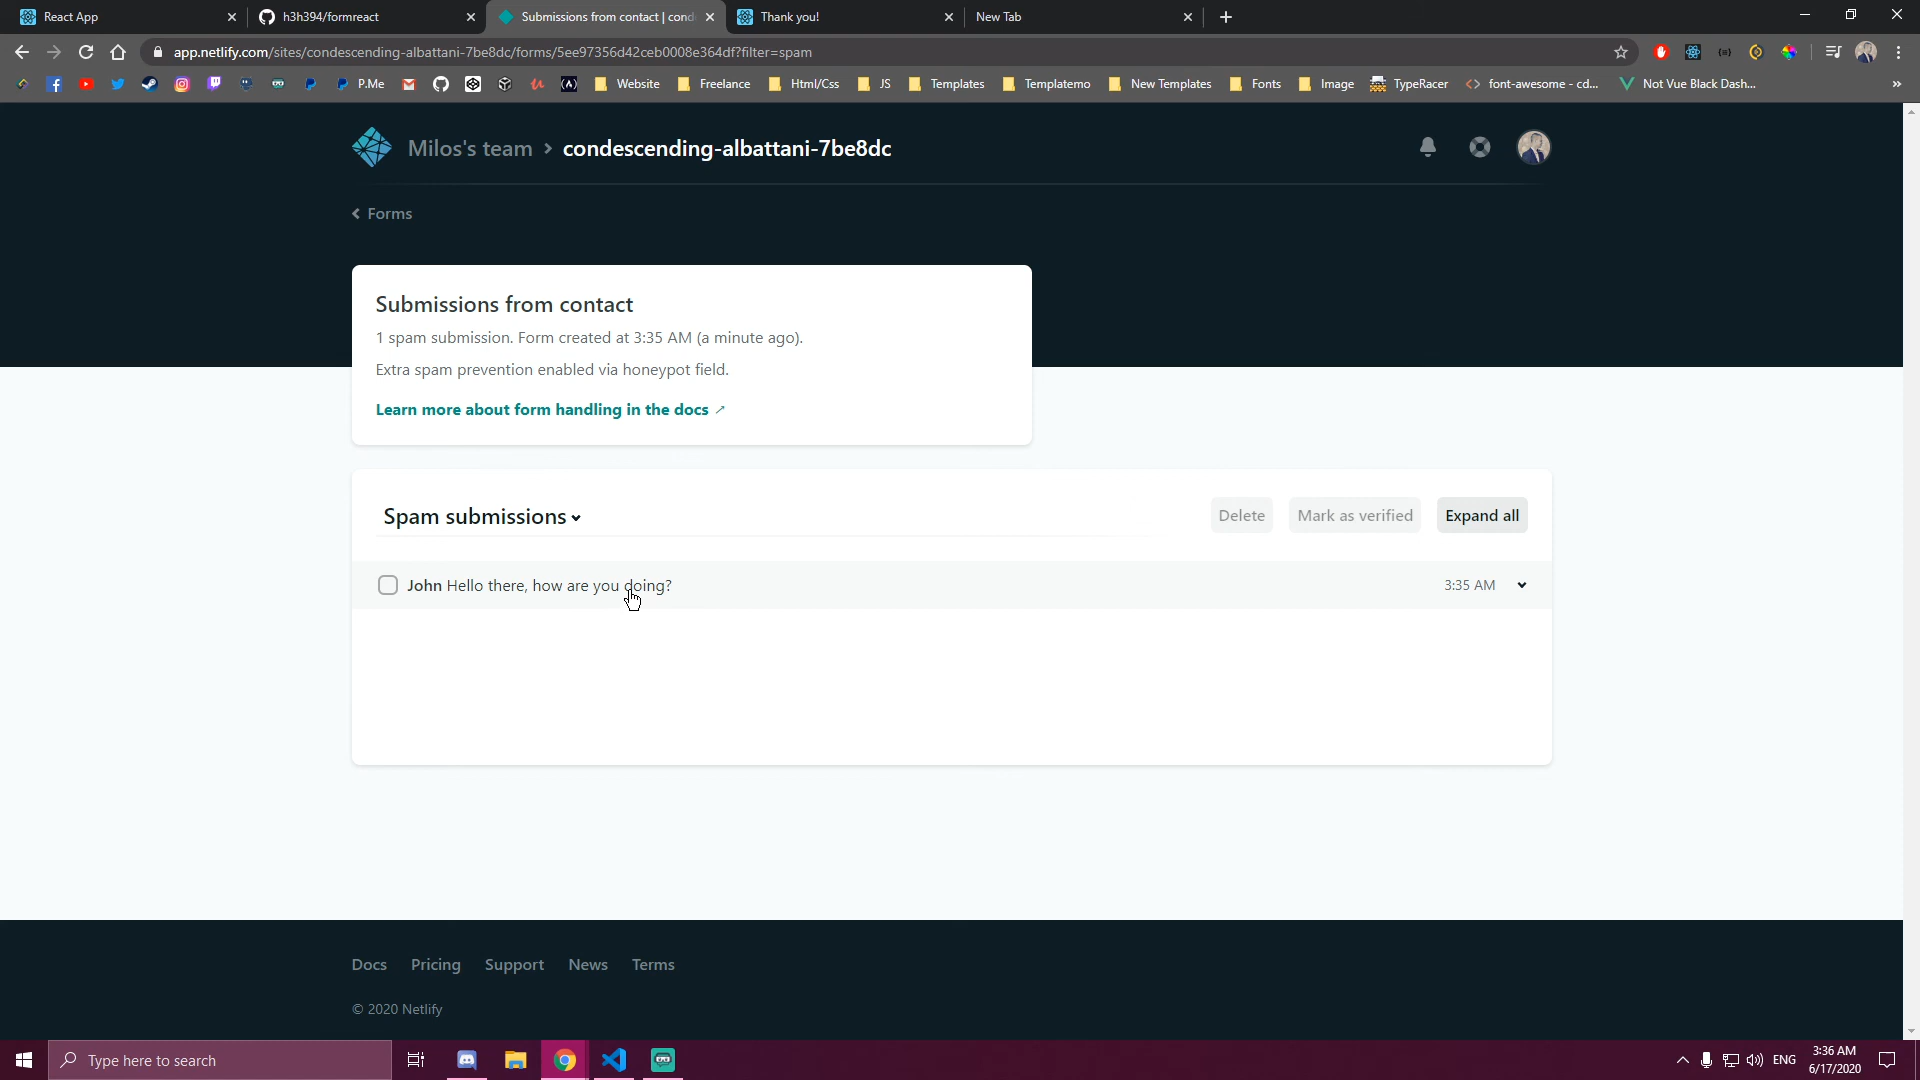 React App
h3h394/formreact
Submissions from contact | cond
Thank you!
New Tab
app.netlify.com/sites/condescending-albattani-7be8dc/forms/5ee97356d42ceb0008e364df?filter=spam
P.Me
Website
Freelance
Html/Css
JS
Templates
Templatemo
New Templates
Fonts
Image
TypeRacer
font-awesome - cd...
Not Vue Black Dash...
Milos's team
condescending-albattani-7be8dc
Forms
Submissions from contact
1 spam submission. Form created at 3:35 AM (a minute ago).
Extra spam prevention enabled via honeypot field.
Learn more about form handling in the docs
Spam submissions
Delete
Mark as verified
Expand all
John Hello there, how are you doing?
3:35 AM
Docs
Pricing
Support
News
Terms
© 2020 Netlify
Type here to search
ENG
3:36 AM
6/17/2020